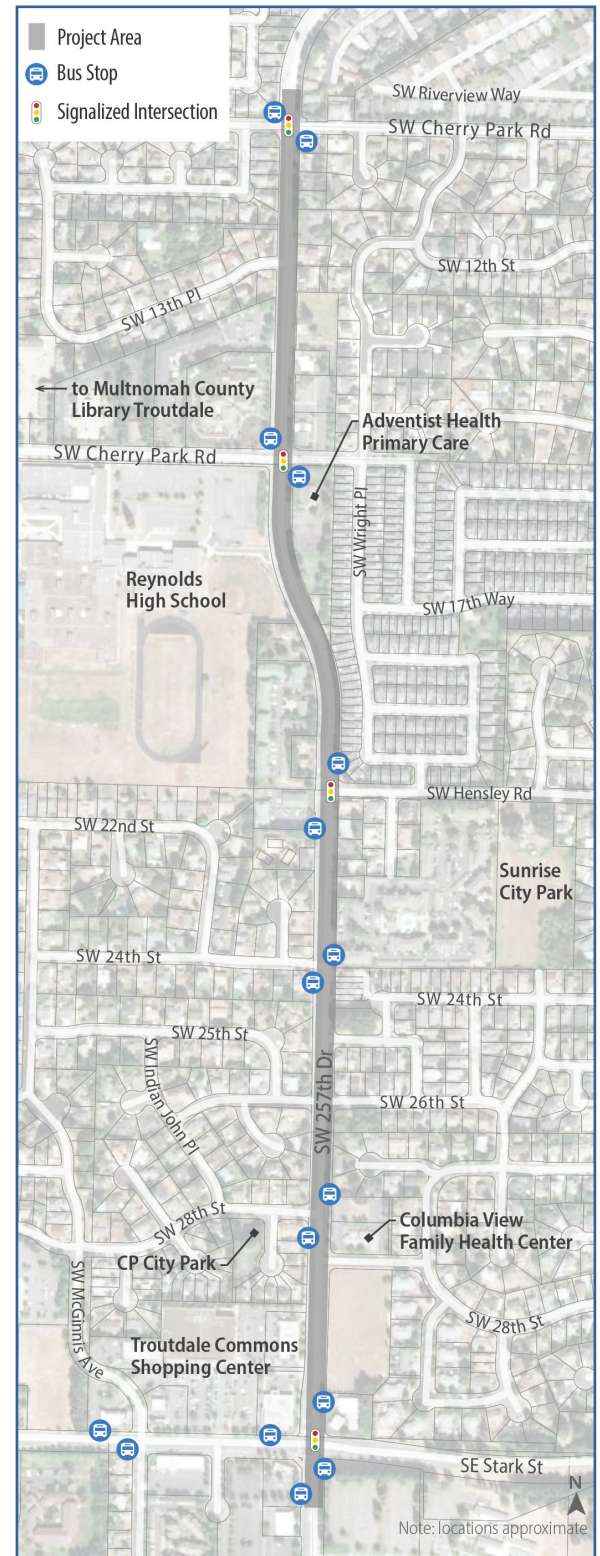 Project Area
Bus Stop
Signalized Intersection
SW Riverview Way
SW Cherry Park Rd
SW 12th St
SW 13th Pl
to Multnomah County
Library Troutdale
Adventist Health
Primary Care
SW Cherry Park Rd
SW Wright Pl
Reynolds
High School
SW 17th Way
SW Hensley Rd
SW 22nd St
Sunrise
City Park
SW 24th St
SW 24th St
SW 25th St
SW Indian John Pl
SW 257th Dr
SW 26th St
SW 28th St
Columbia View
Family Health Center
CP City Park
SW McGinnis Ave
SW 28th St
Troutdale Commons
Shopping Center
SE Stark St
N
Note: locations approximate